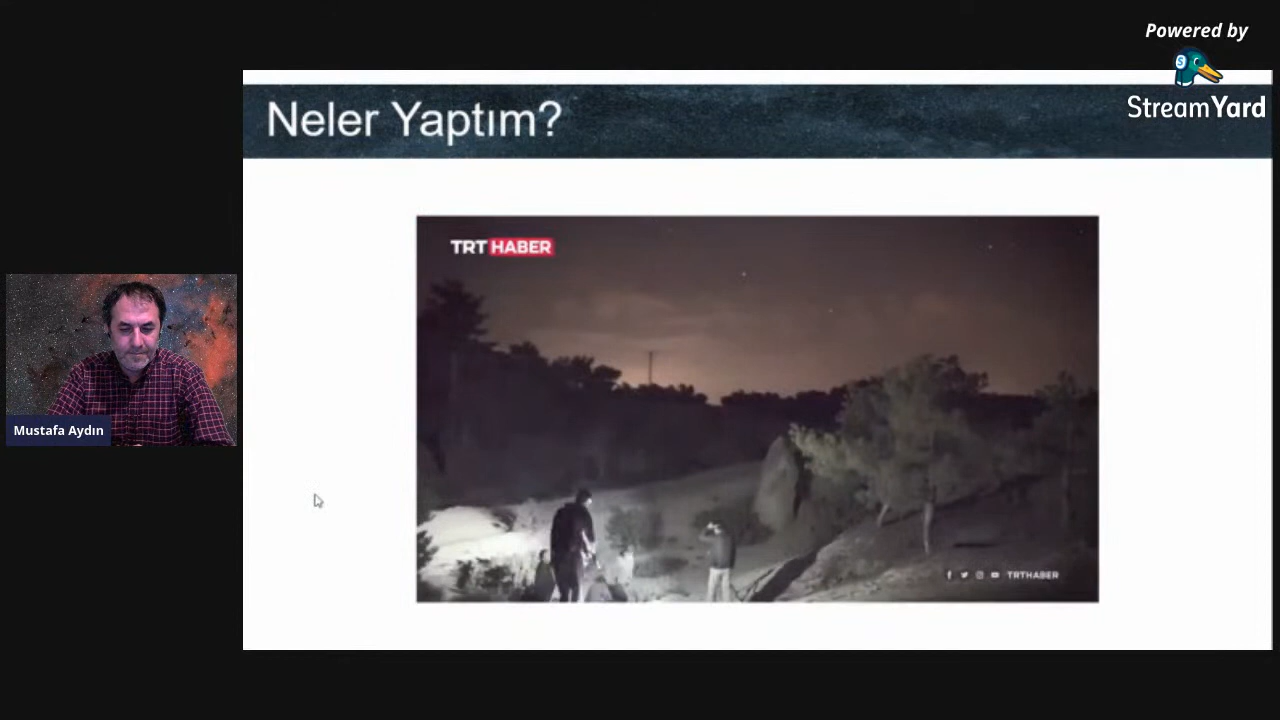 Powered by
StreamYard
Neler Yaptım?
TRT HABER
TRTHABER
Mustafa Aydın